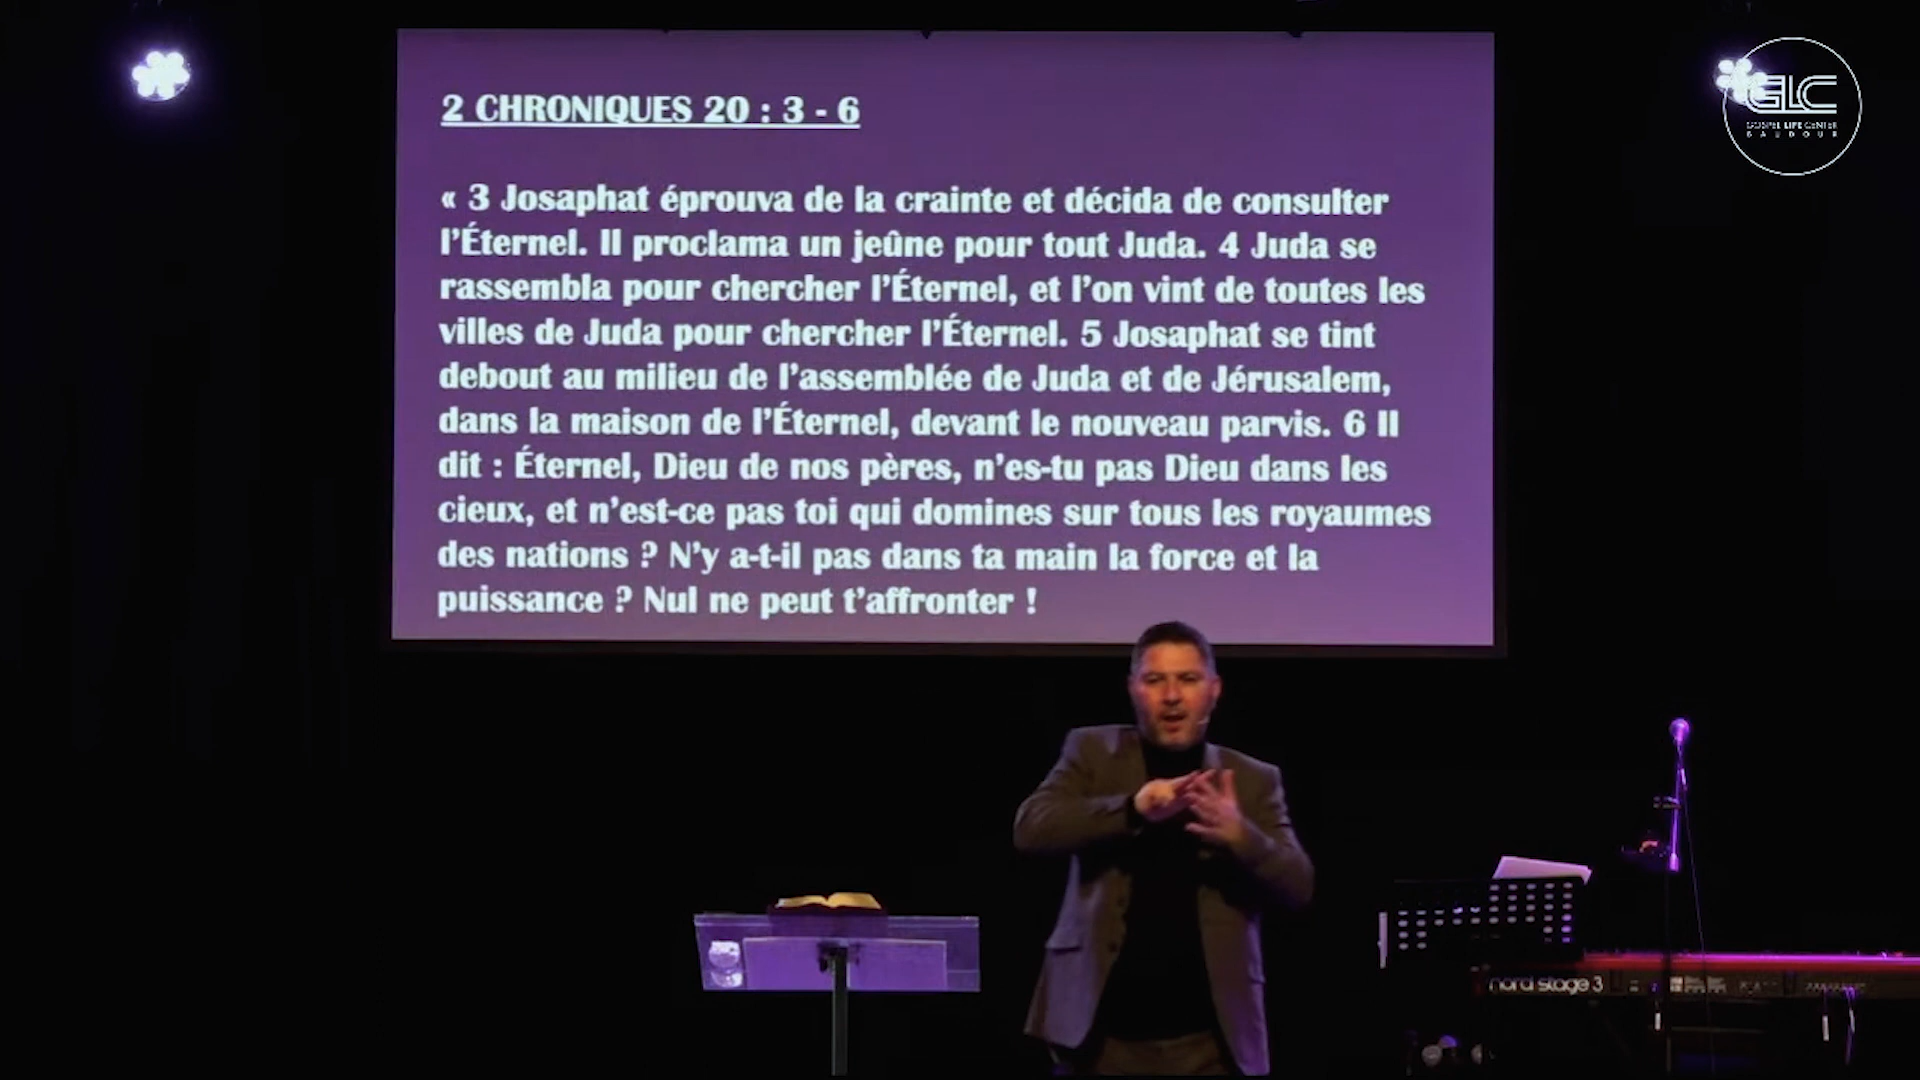 2 CHRONIQUES 20 : 3 - 6
« 3 Josaphat éprouva de la crainte et décida de consulter
l’Éternel. Il proclama un jeûne pour tout Juda. 4 Juda se
rassembla pour chercher l’Éternel, et l’on vint de toutes les
villes de Juda pour chercher l’Éternel. 5 Josaphat se tint
debout au milieu de l’assemblée de Juda et de Jérusalem,
dans la maison de l’Éternel, devant le nouveau parvis. 6 Il
dit : Éternel, Dieu de nos pères, n’es-tu pas Dieu dans les
cieux, et n’est-ce pas toi qui domines sur tous les royaumes
des nations ? N’y a-t-il pas dans ta main la force et la
puissance ? Nul ne peut t’affronter !
GLC
GOSPEL LIFE CENTER
BAUDOUR
nord stage 3